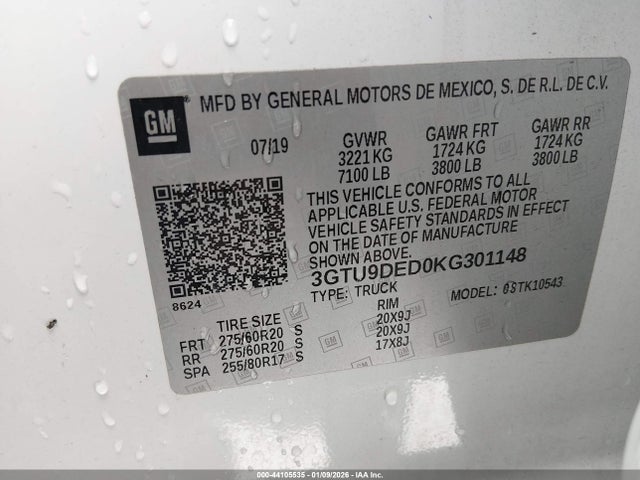 GM
MFD BY GENERAL MOTORS DE MEXICO, S. DE R.L. DE C.V.
07/19 GVWR GAWR FRT GAWR RR
3221 KG 1724 KG 1724 KG
7100 LB 3800 LB 3800 LB
THIS VEHICLE CONFORMS TO ALL
APPLICABLE U.S. FEDERAL MOTOR
VEHICLE SAFETY STANDARDS IN EFFECT
ON THE DATE OF MANUFACTURE
SHOWN ABOVE.
3GTU9DED0KG301148
8624 TYPE: TRUCK MODEL: 0STK10543
TIRE SIZE RIM
FRT 275/60R20 S 20X9J
RR 275/60R20 S 20X9J
SPA 255/80R17 S 17X8J
000-44105535 - 01/09/2026 - IAA Inc.